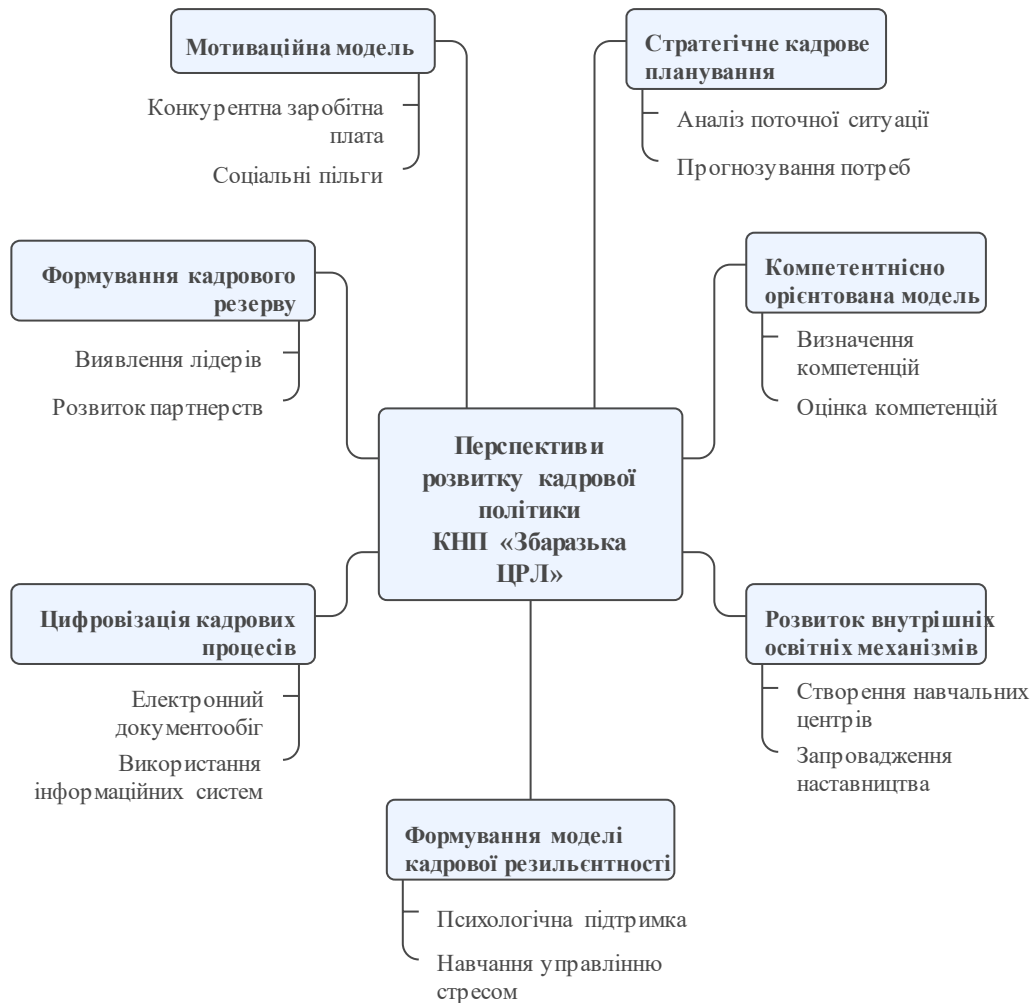 Мотиваційна модель
Конкурентна заробітна
плата
Соціальні пільги
Стратегічне кадрове
планування
Аналіз поточної ситуації
Прогнозування потреб
Формування кадрового
резерву
Виявлення лідерів
Розвиток партнерств
Компетентнісно
орієнтована модель
Визначення
компетенцій
Оцінка компетенцій
Перспективи
розвитку кадрової
політики
КНП «Збаразька
ЦРЛ»
Цифровізація кадрових
процесів
Електронний
документообіг
Використання
інформаційних систем
Розвиток внутрішніх
освітніх механізмів
Створення навчальних
центрів
Запровадження
наставництва
Формування моделі
кадрової резильєнтності
Психологічна підтримка
Навчання управлінню
стресом